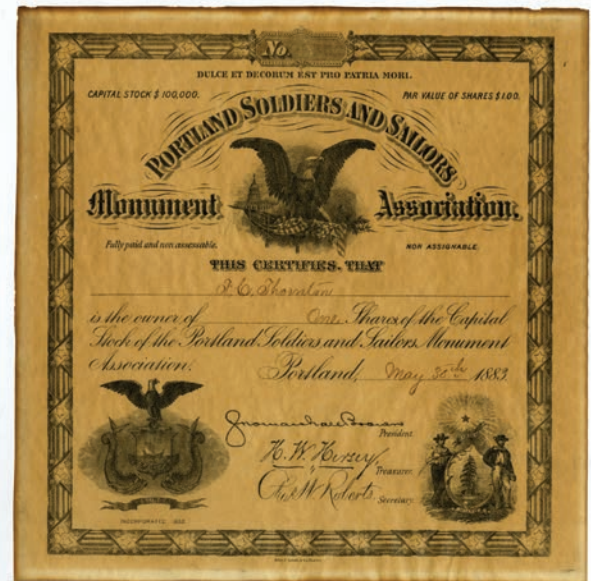 No.
DULCE ET DECORUM EST PRO PATRIA MORI.
CAPITAL STOCK $100,000. PAR VALUE OF SHARES $1.00.
PORTLAND SOLDIERS AND SAILORS
Monument Association.
Fully paid and non assessable. NON ASSIGNABLE.
THIS CERTIFIES, THAT
Thornton
is the owner of One Shares of the Capital
Stock of the Portland Soldiers and Sailors Monument
Association. Portland, May 30th 1883
President.
H. W. Hersey, Treasurer.
Chas. W. Roberts. Secretary.